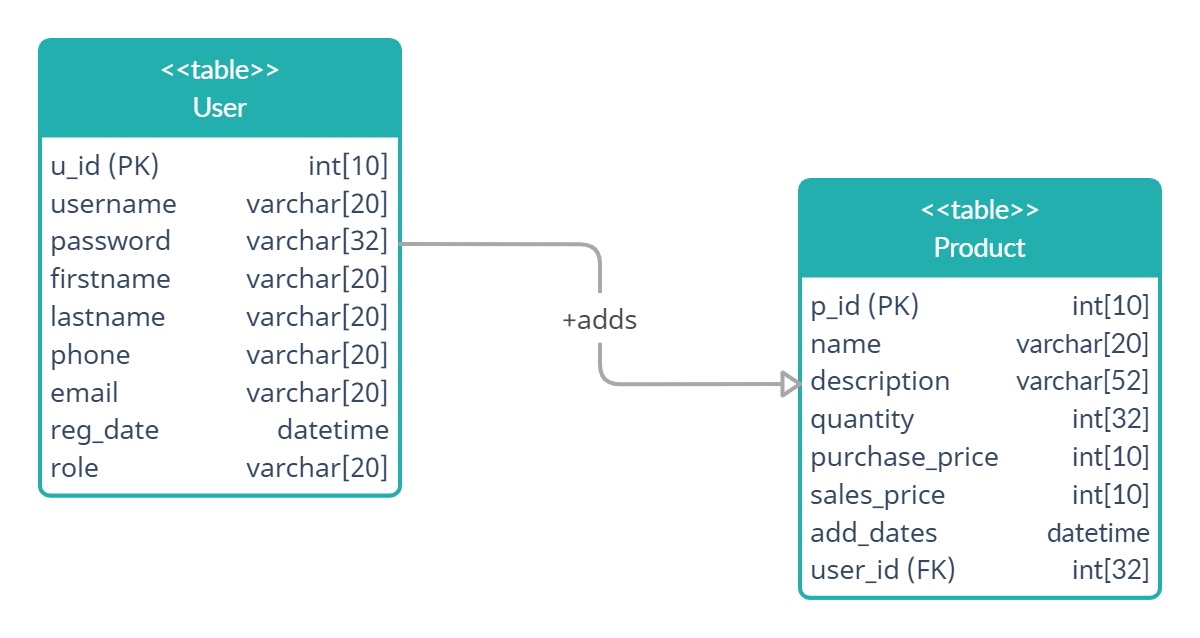 <<table>>
User
u_id (PK) int[10]
username varchar[20]
password varchar[32]
firstname varchar[20]
lastname varchar[20]
phone varchar[20]
email varchar[20]
reg_date datetime
role varchar[20]
+adds
<<table>>
Product
p_id (PK) int[10]
name varchar[20]
description varchar[52]
quantity int[32]
purchase_price int[10]
sales_price int[10]
add_dates datetime
user_id (FK) int[32]